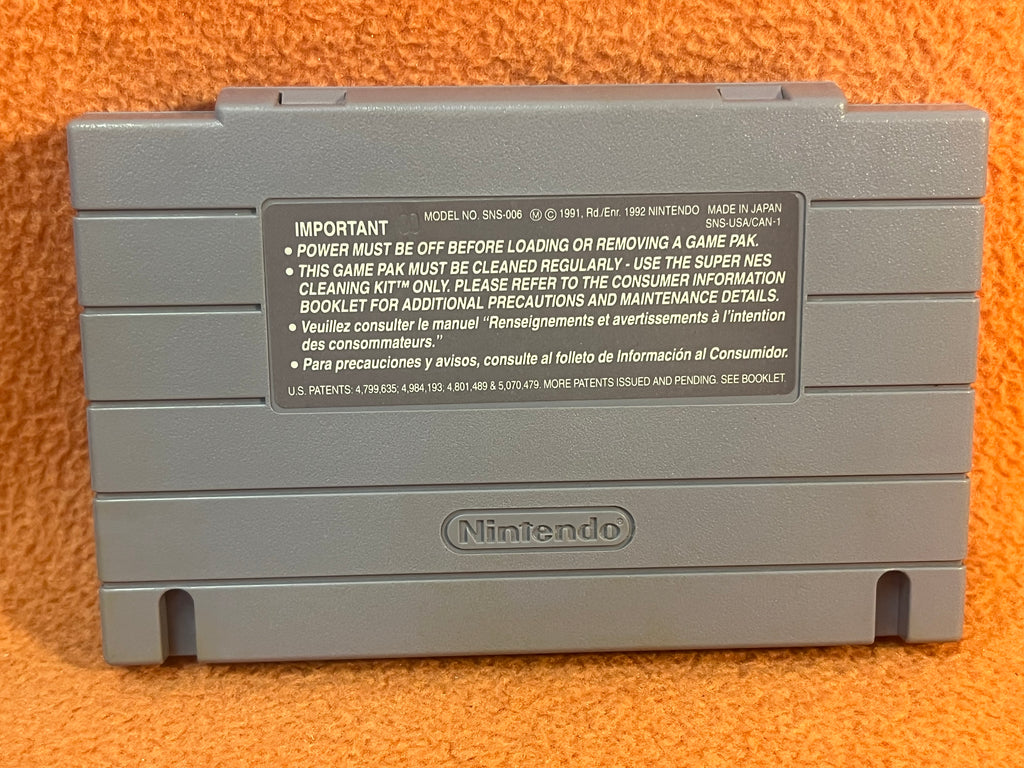 IMPORTANT MODEL NO. SNS-006 Ⓜ © 1991, Rd./Enr. 1992 NINTENDO MADE IN JAPAN
SNS-USA/CAN-1
• POWER MUST BE OFF BEFORE LOADING OR REMOVING A GAME PAK.
• THIS GAME PAK MUST BE CLEANED REGULARLY - USE THE SUPER NES
CLEANING KIT™ ONLY. PLEASE REFER TO THE CONSUMER INFORMATION
BOOKLET FOR ADDITIONAL PRECAUTIONS AND MAINTENANCE DETAILS.
• Veuillez consulter le manuel “Renseignements et avertissements à l’intention
des consommateurs.”
• Para precauciones y avisos, consulte al folleto de Información al Consumidor.
U.S. PATENTS: 4,799,635; 4,984,193; 4,801,489 & 5,070,479. MORE PATENTS ISSUED AND PENDING. SEE BOOKLET.
Nintendo®